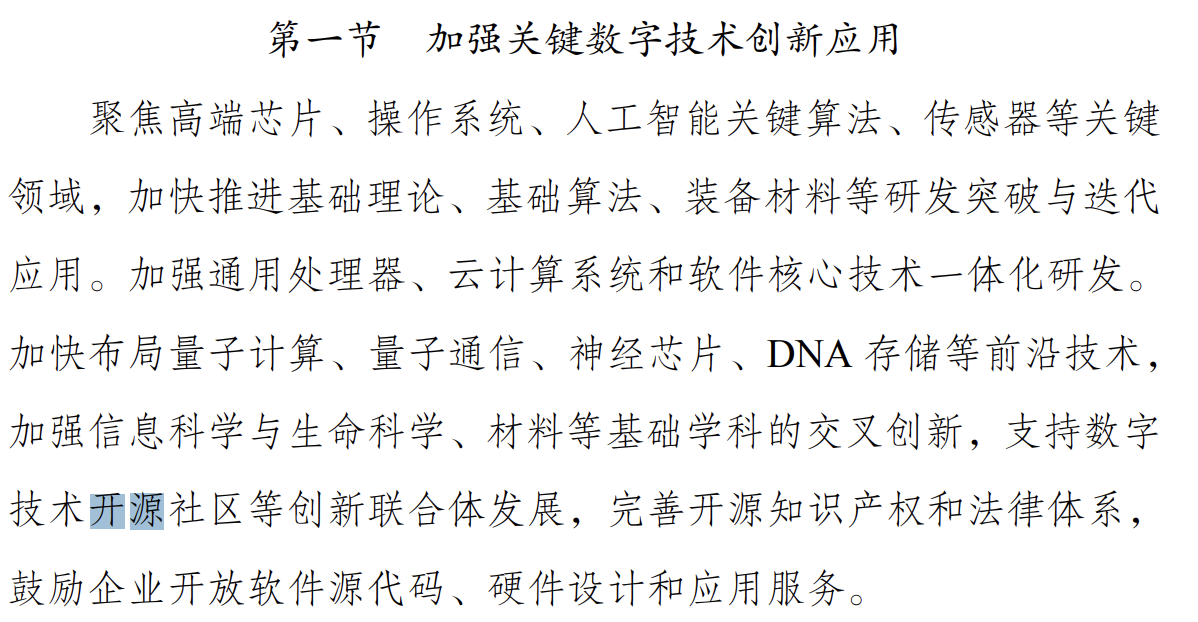 第一节　加强关键数字技术创新应用
聚焦高端芯片、操作系统、人工智能关键算法、传感器等关键
领域，加快推进基础理论、基础算法、装备材料等研发突破与迭代
应用。加强通用处理器、云计算系统和软件核心技术一体化研发。
加快布局量子计算、量子通信、神经芯片、DNA 存储等前沿技术，
加强信息科学与生命科学、材料等基础学科的交叉创新，支持数字
技术开源社区等创新联合体发展，完善开源知识产权和法律体系，
鼓励企业开放软件源代码、硬件设计和应用服务。